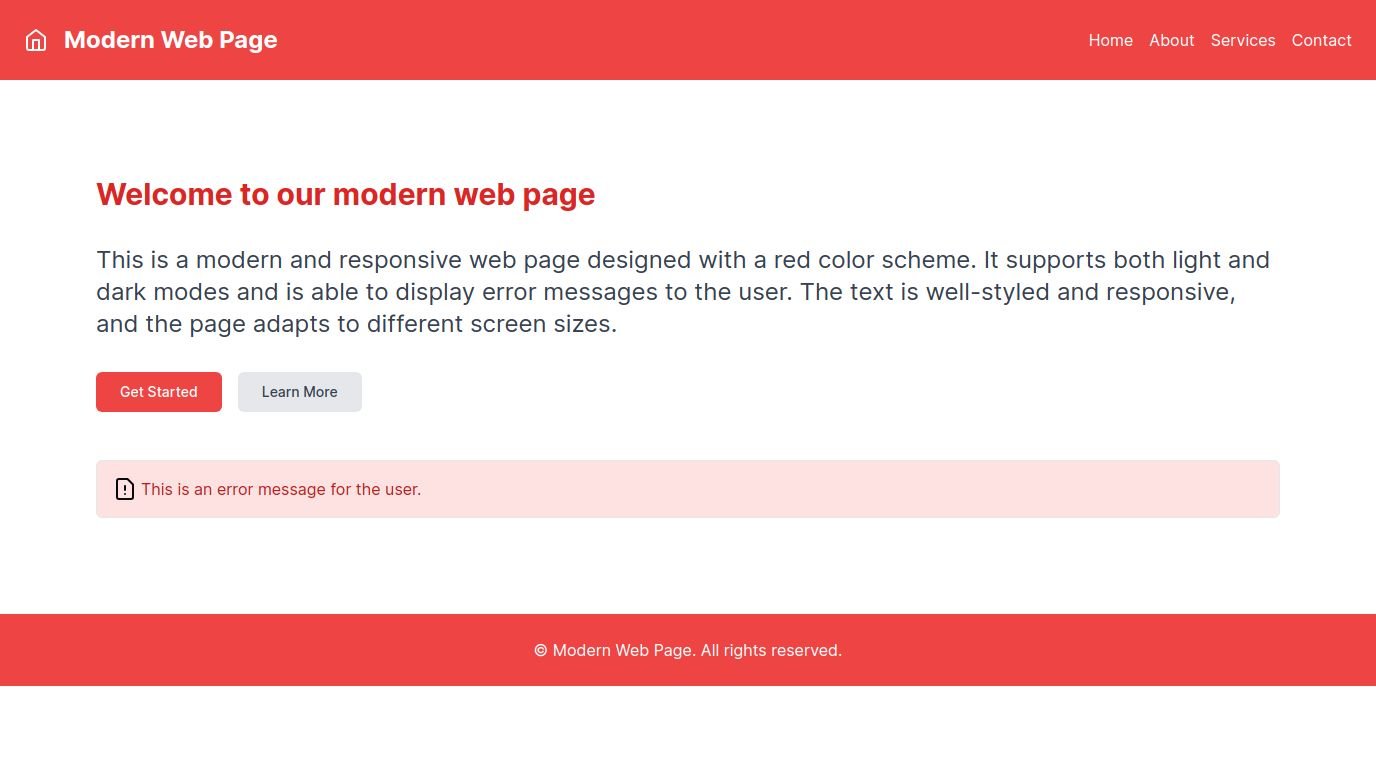 Modern Web Page
Home About Services Contact
Welcome to our modern web page
This is a modern and responsive web page designed with a red color scheme. It supports both light and
dark modes and is able to display error messages to the user. The text is well-styled and responsive,
and the page adapts to different screen sizes.
Get Started Learn More
This is an error message for the user.
© Modern Web Page. All rights reserved.